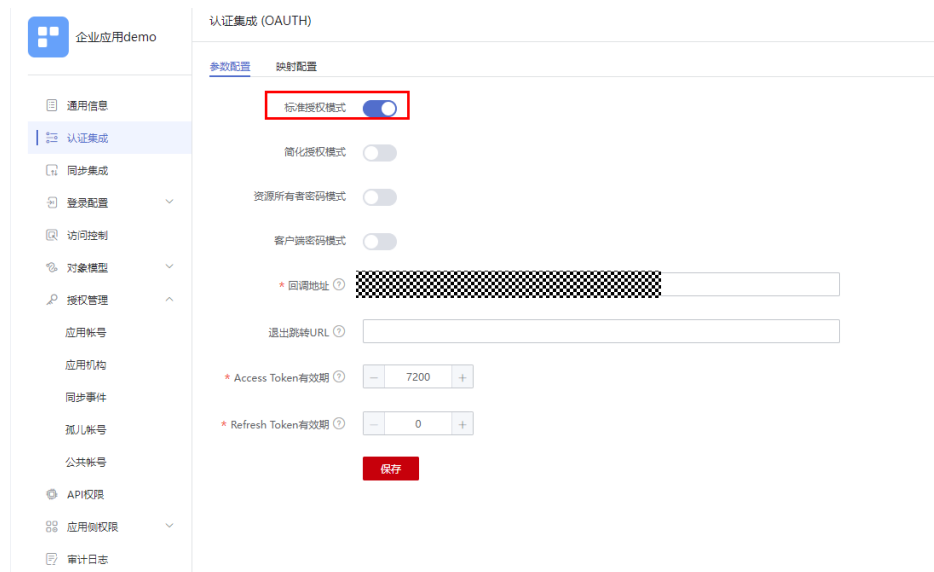 企业应用demo
认证集成 (OAUTH)
参数配置
映射配置
通用信息
认证集成
同步集成
登录配置
访问控制
对象模型
授权管理
应用帐号
应用机构
同步事件
孤儿帐号
公共帐号
API权限
应用侧权限
审计日志
标准授权模式
简化授权模式
资源所有者密码模式
客户端密码模式
* 回调地址 ?
退出跳转URL ?
* Access Token有效期 ? － 7200 +
* Refresh Token有效期 ? － 0 +
保存